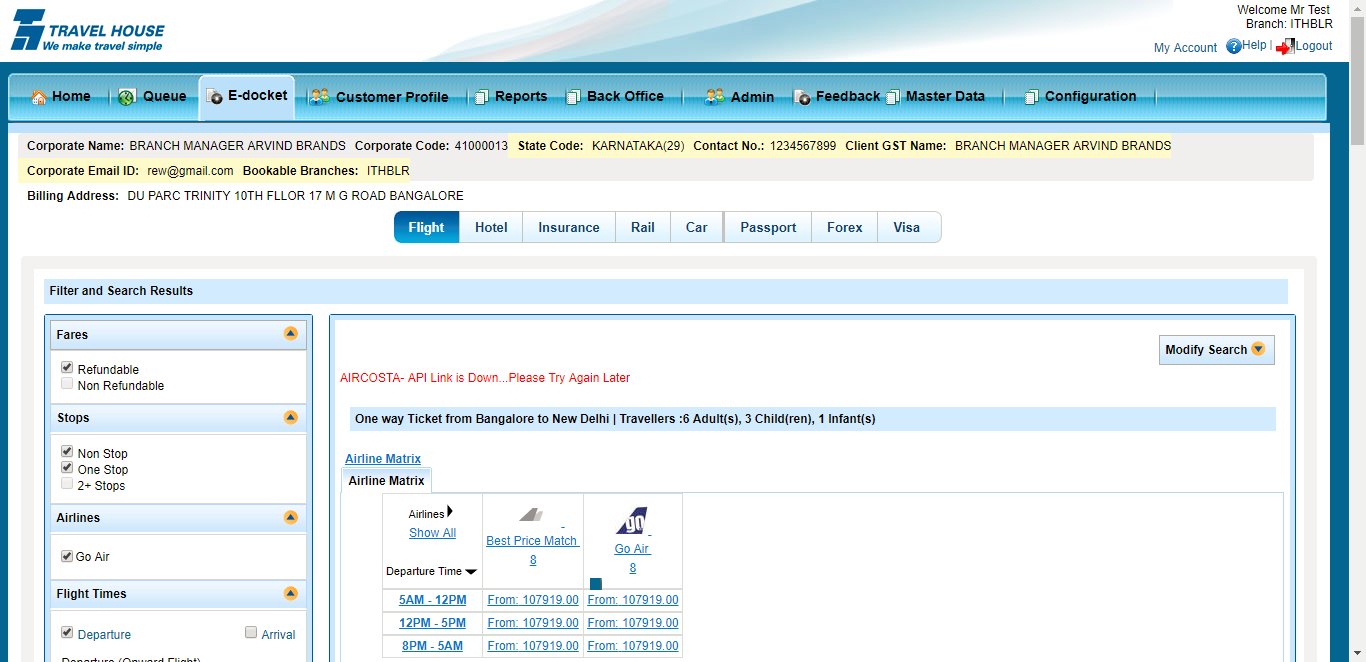 TRAVEL HOUSE
We make travel simple
Welcome Mr Test
Branch: ITHBLR
My Account Help | Logout
Home Queue E-docket Customer Profile Reports Back Office Admin Feedback Master Data Configuration
Corporate Name: BRANCH MANAGER ARVIND BRANDS Corporate Code: 41000013 State Code: KARNATAKA(29) Contact No.: 1234567899 Client GST Name: BRANCH MANAGER ARVIND BRANDS
Corporate Email ID: rew@gmail.com Bookable Branches: ITHBLR
Billing Address: DU PARC TRINITY 10TH FLLOR 17 M G ROAD BANGALORE
Flight Hotel Insurance Rail Car Passport Forex Visa
Filter and Search Results
Fares
Refundable
Non Refundable
Stops
Non Stop
One Stop
2+ Stops
Airlines
Go Air
Flight Times
Departure Arrival
Departure (Onward Flight)
Modify Search
AIRCOSTA- API Link is Down...Please Try Again Later
One way Ticket from Bangalore to New Delhi | Travellers :6 Adult(s), 3 Child(ren), 1 Infant(s)
Airline Matrix
Airline Matrix
Airlines
Show All
Departure Time
Best Price Match
8
go
Go Air
8
5AM - 12PM From: 107919.00 From: 107919.00
12PM - 5PM From: 107919.00 From: 107919.00
8PM - 5AM From: 107919.00 From: 107919.00